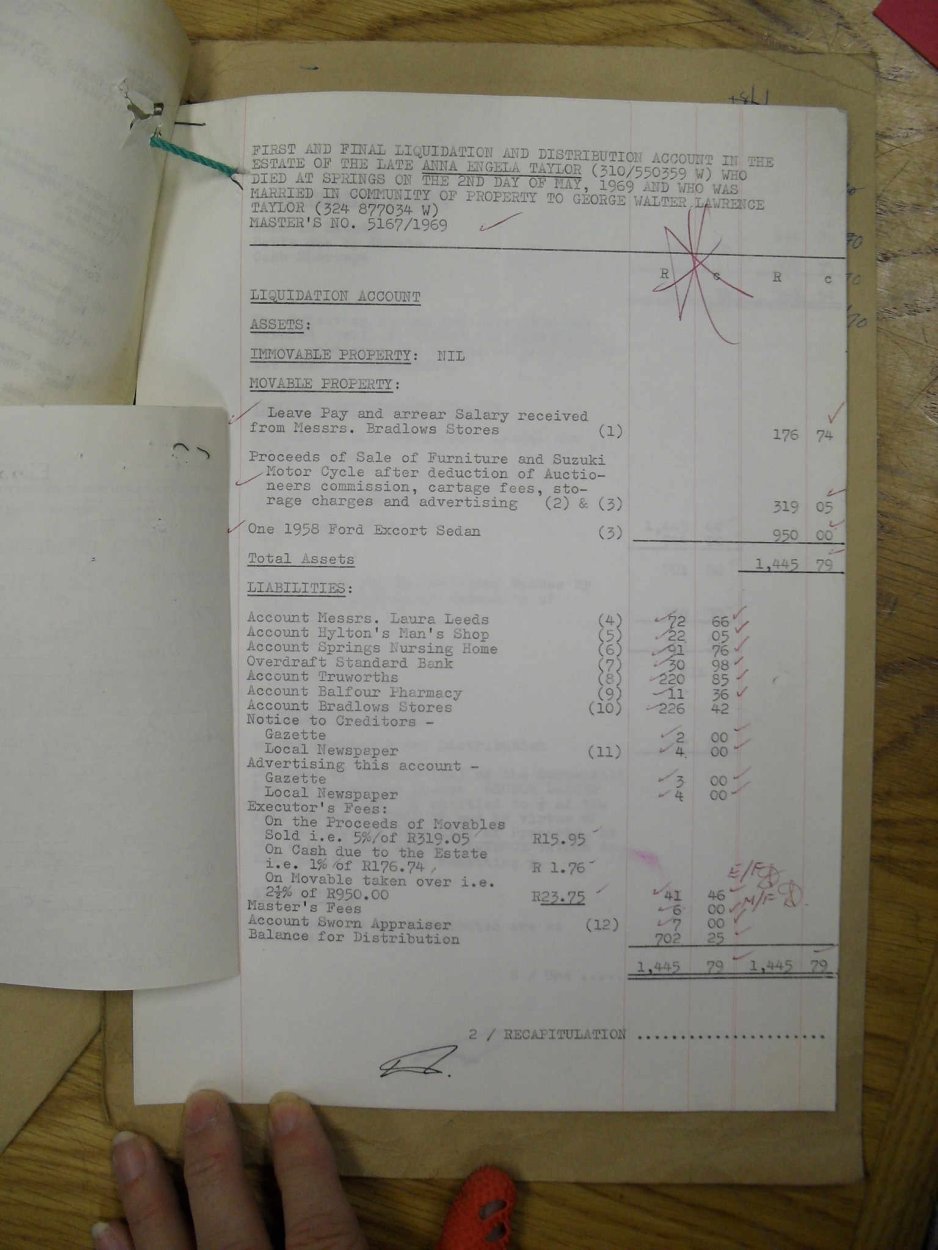 FIRST AND FINAL LIQUIDATION AND DISTRIBUTION ACCOUNT IN THE
ESTATE OF THE LATE ANNA ENGELA TAYLOR (310/550359 W) WHO
DIED AT SPRINGS ON THE 2ND DAY OF MAY, 1969 AND WHO WAS
MARRIED IN COMMUNITY OF PROPERTY TO GEORGE WALTER LAWRENCE
TAYLOR (324 877034 W)
MASTER'S NO. 5167/1969
R c R c
LIQUIDATION ACCOUNT
ASSETS:
IMMOVABLE PROPERTY: NIL
MOVABLE PROPERTY:
Leave Pay and arrear Salary received
from Messrs. Bradlows Stores (1) 176 74
Proceeds of Sale of Furniture and Suzuki
Motor Cycle after deduction of Auctio-
neers commission, cartage fees, sto-
rage charges and advertising (2) & (3) 319 05
One 1958 Ford Excort Sedan (3) 950 00
Total Assets 1,445 79
LIABILITIES:
Account Messrs. Laura Leeds (4) 72 66
Account Hylton's Man's Shop (5) 22 05
Account Springs Nursing Home (6) 91 76
Overdraft Standard Bank (7) 30 98
Account Truworths (8) 220 85
Account Balfour Pharmacy (9) 11 36
Account Bradlows Stores (10) 226 42
Notice to Creditors -
Gazette 2 00
Local Newspaper (11) 4 00
Advertising this account -
Gazette 3 00
Local Newspaper 4 00
Executor's Fees:
On the Proceeds of Movables
Sold i.e. 5% of R319.05 R15.95
On Cash due to the Estate
i.e. 1% of R176.74 R 1.76
On Movable taken over i.e. E/F
2½% of R950.00 R23.75 41 46 M/F
Master's Fees 6 00
Account Sworn Appraiser (12) 7 00
Balance for Distribution 702 25
1,445 79 1,445 79
2 / RECAPITULATION ......................